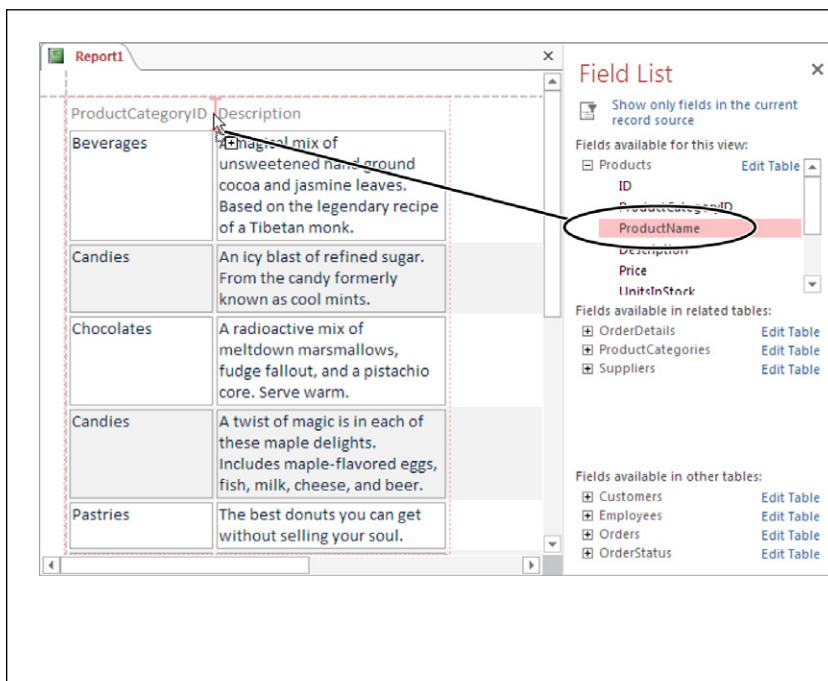 Report1
ProductCategoryID Description
Beverages
A magical mix of
unsweetened hand ground
cocoa and jasmine leaves.
Based on the legendary recipe
of a Tibetan monk.
Candies
An icy blast of refined sugar.
From the candy formerly
known as cool mints.
Chocolates
A radioactive mix of
meltdown marsmallows,
fudge fallout, and a pistachio
core. Serve warm.
Candies
A twist of magic is in each of
these maple delights.
Includes maple-flavored eggs,
fish, milk, cheese, and beer.
Pastries
The best donuts you can get
without selling your soul.
Field List
Show only fields in the current
record source
Fields available for this view:
Products Edit Table
ID
ProductCategoryID
ProductName
Description
Price
UnitsInStock
Fields available in related tables:
OrderDetails Edit Table
ProductCategories Edit Table
Suppliers Edit Table
Fields available in other tables:
Customers Edit Table
Employees Edit Table
Orders Edit Table
OrderStatus Edit Table